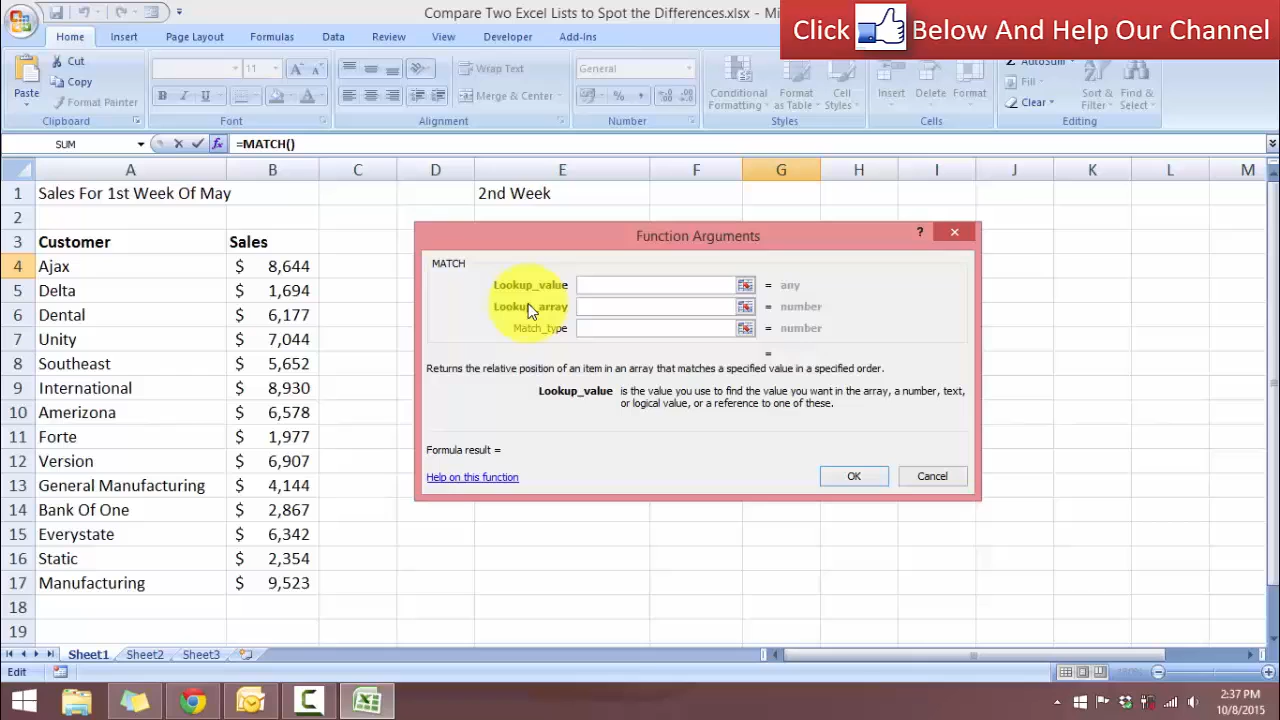 Compare Two Excel Lists to Spot the Differences.xlsx - Mi
Click Below And Help Our Channel
Home Insert Page Layout Formulas Data Review View Developer Add-Ins
Paste
Cut
Copy
Format Painter
Clipboard
11 A A
B I U A
Font
Wrap Text
Merge & Center
Alignment
General
$ % ,
Number
Conditional Formatting
Format as Table
Cell Styles
Styles
Insert Delete Format
Cells
AutoSum
Fill
Clear
Sort & Filter
Find & Select
Editing
SUM fx =MATCH()
A B C D E F G H I J K L M
1 Sales For 1st Week Of May 2nd Week
2
3 Customer Sales
4 Ajax $ 8,644
5 Delta $ 1,694
6 Dental $ 6,177
7 Unity $ 7,044
8 Southeast $ 5,652
9 International $ 8,930
10 Amerizona $ 6,578
11 Forte $ 1,977
12 Version $ 6,907
13 General Manufacturing $ 4,144
14 Bank Of One $ 2,867
15 Everystate $ 6,342
16 Static $ 2,354
17 Manufacturing $ 9,523
18
19
Function Arguments
? ×
MATCH
Lookup_value = any
Lookup_array = number
Match_type = number
=
Returns the relative position of an item in an array that matches a specified value in a specified order.
Lookup_value is the value you use to find the value you want in the array, a number, text,
or logical value, or a reference to one of these.
Formula result =
Help on this function
OK Cancel
Sheet1 Sheet2 Sheet3
Edit
2:37 PM
10/8/2015